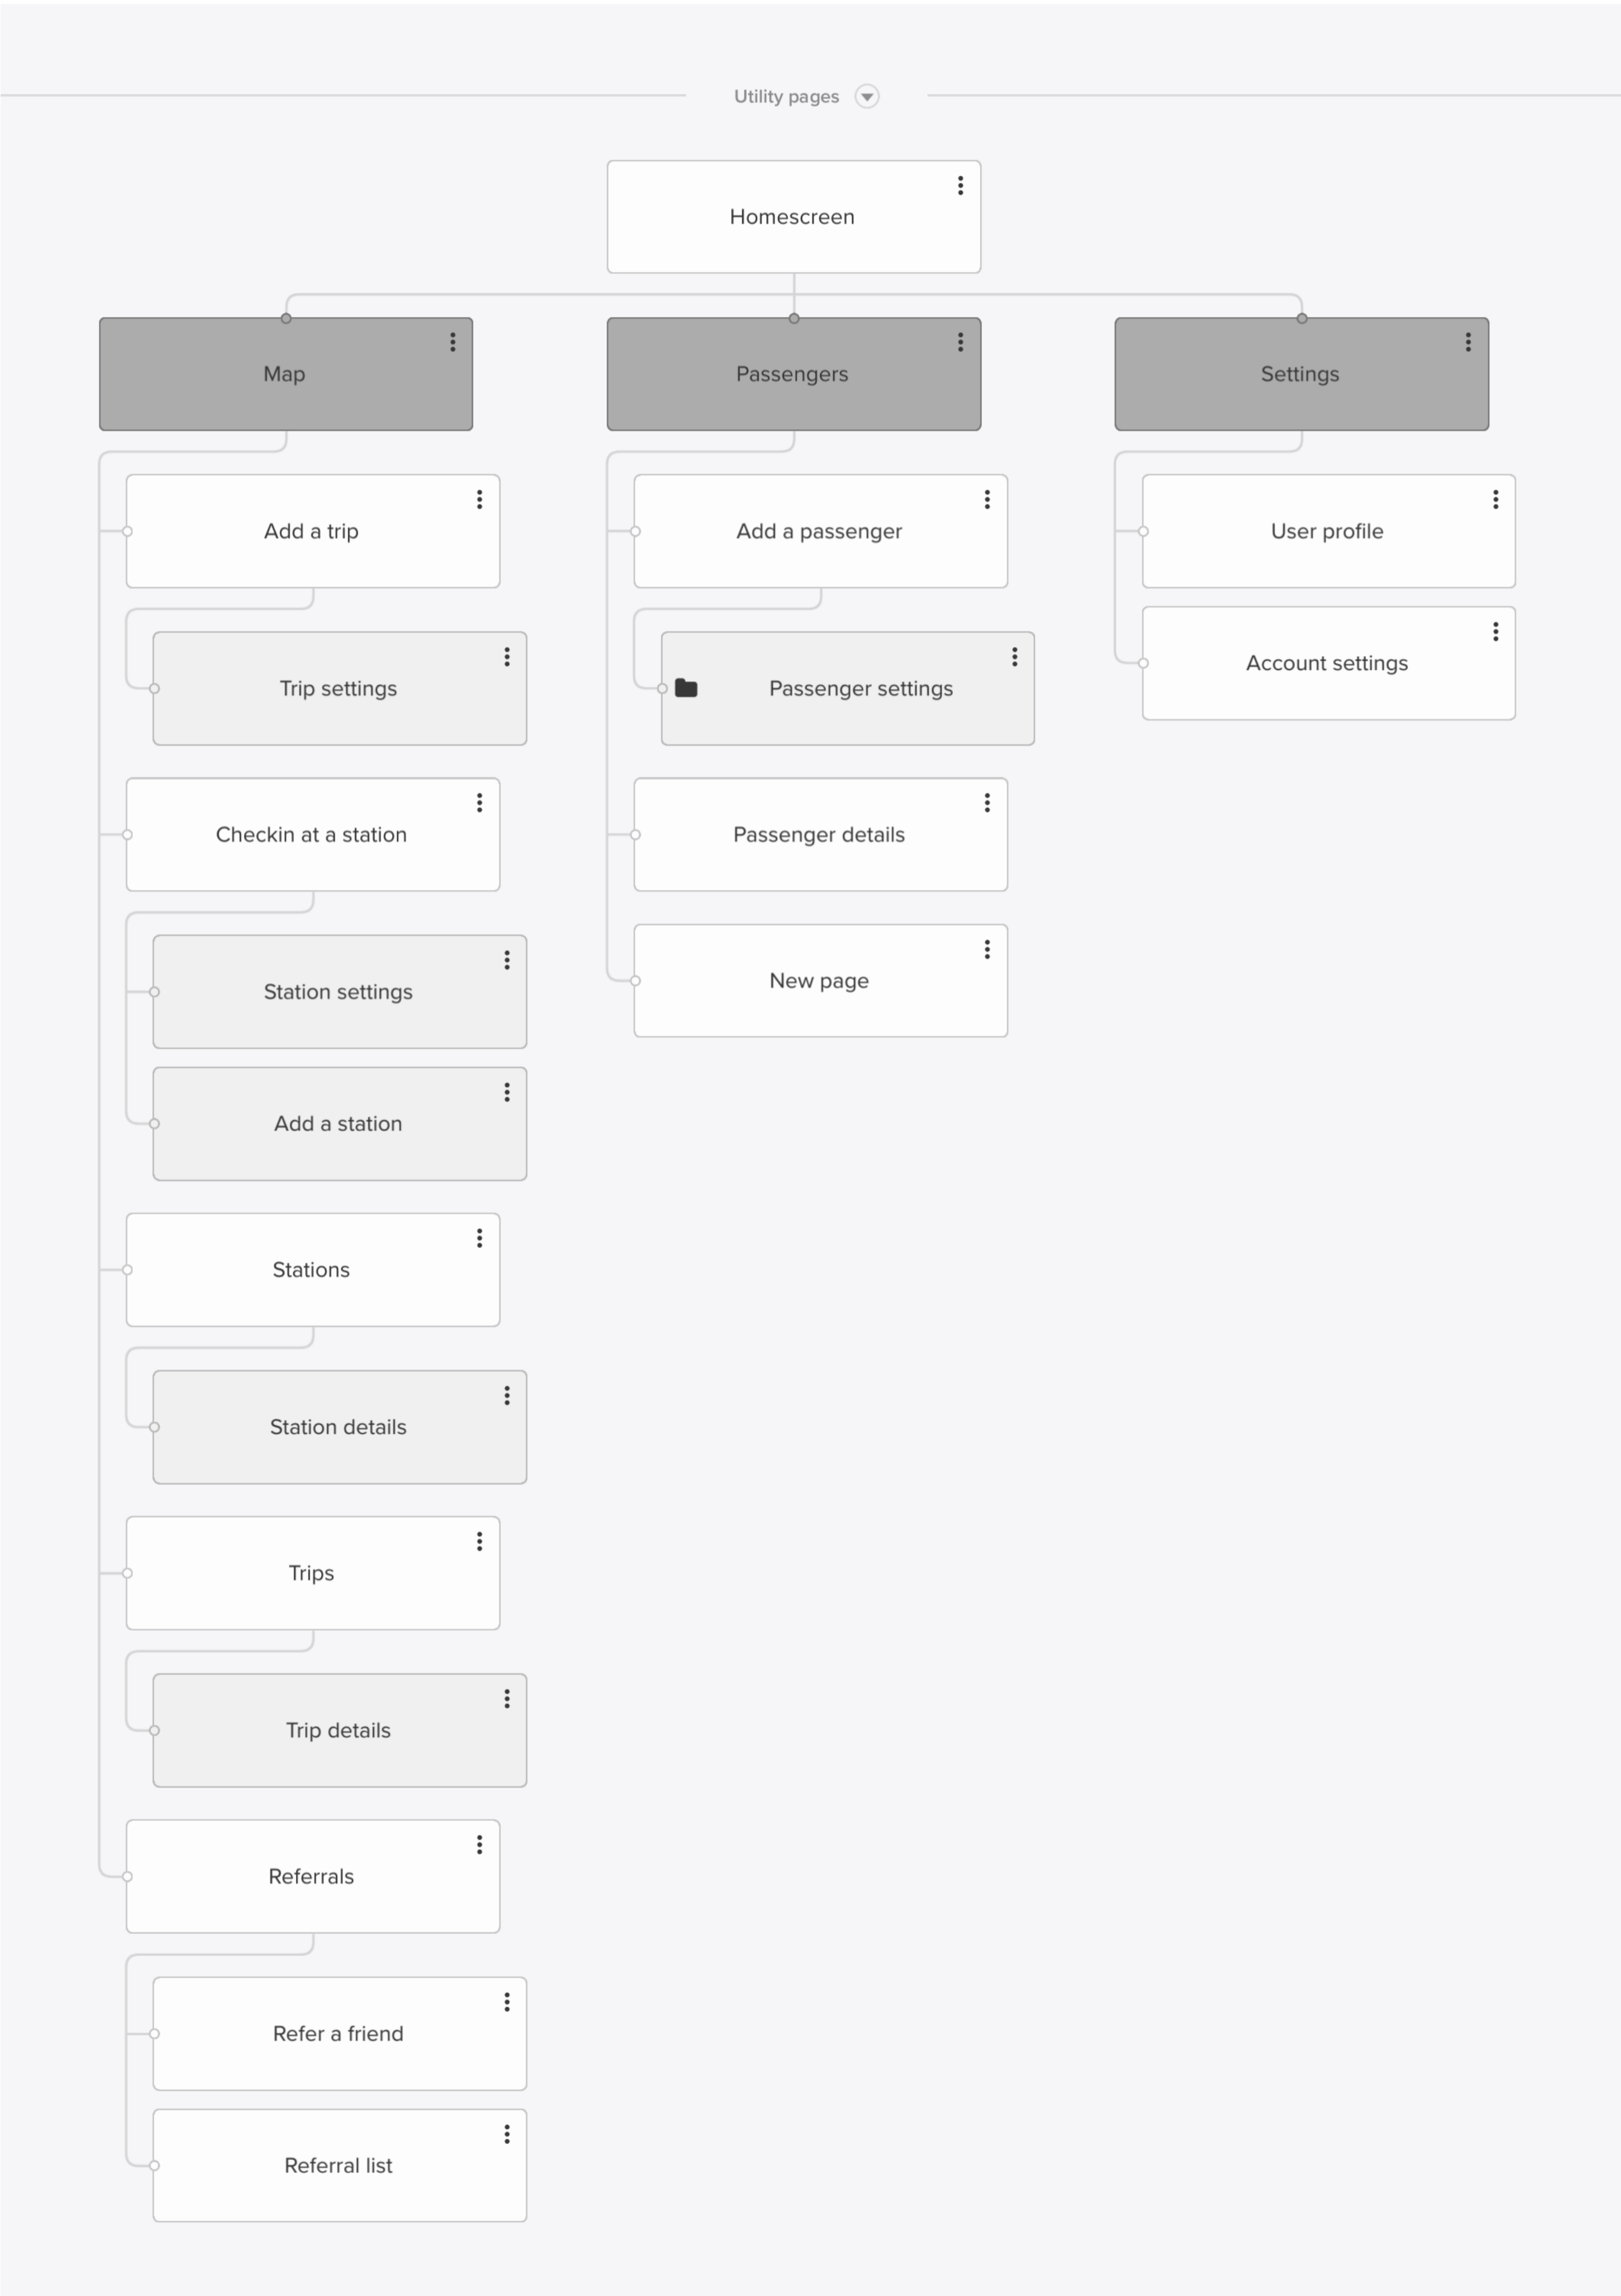 Utility pages
Homescreen
Map
Passengers
Settings
Add a trip
Add a passenger
User profile
Account settings
Trip settings
Passenger settings
Checkin at a station
Passenger details
Station settings
New page
Add a station
Stations
Station details
Trips
Trip details
Referrals
Refer a friend
Referral list